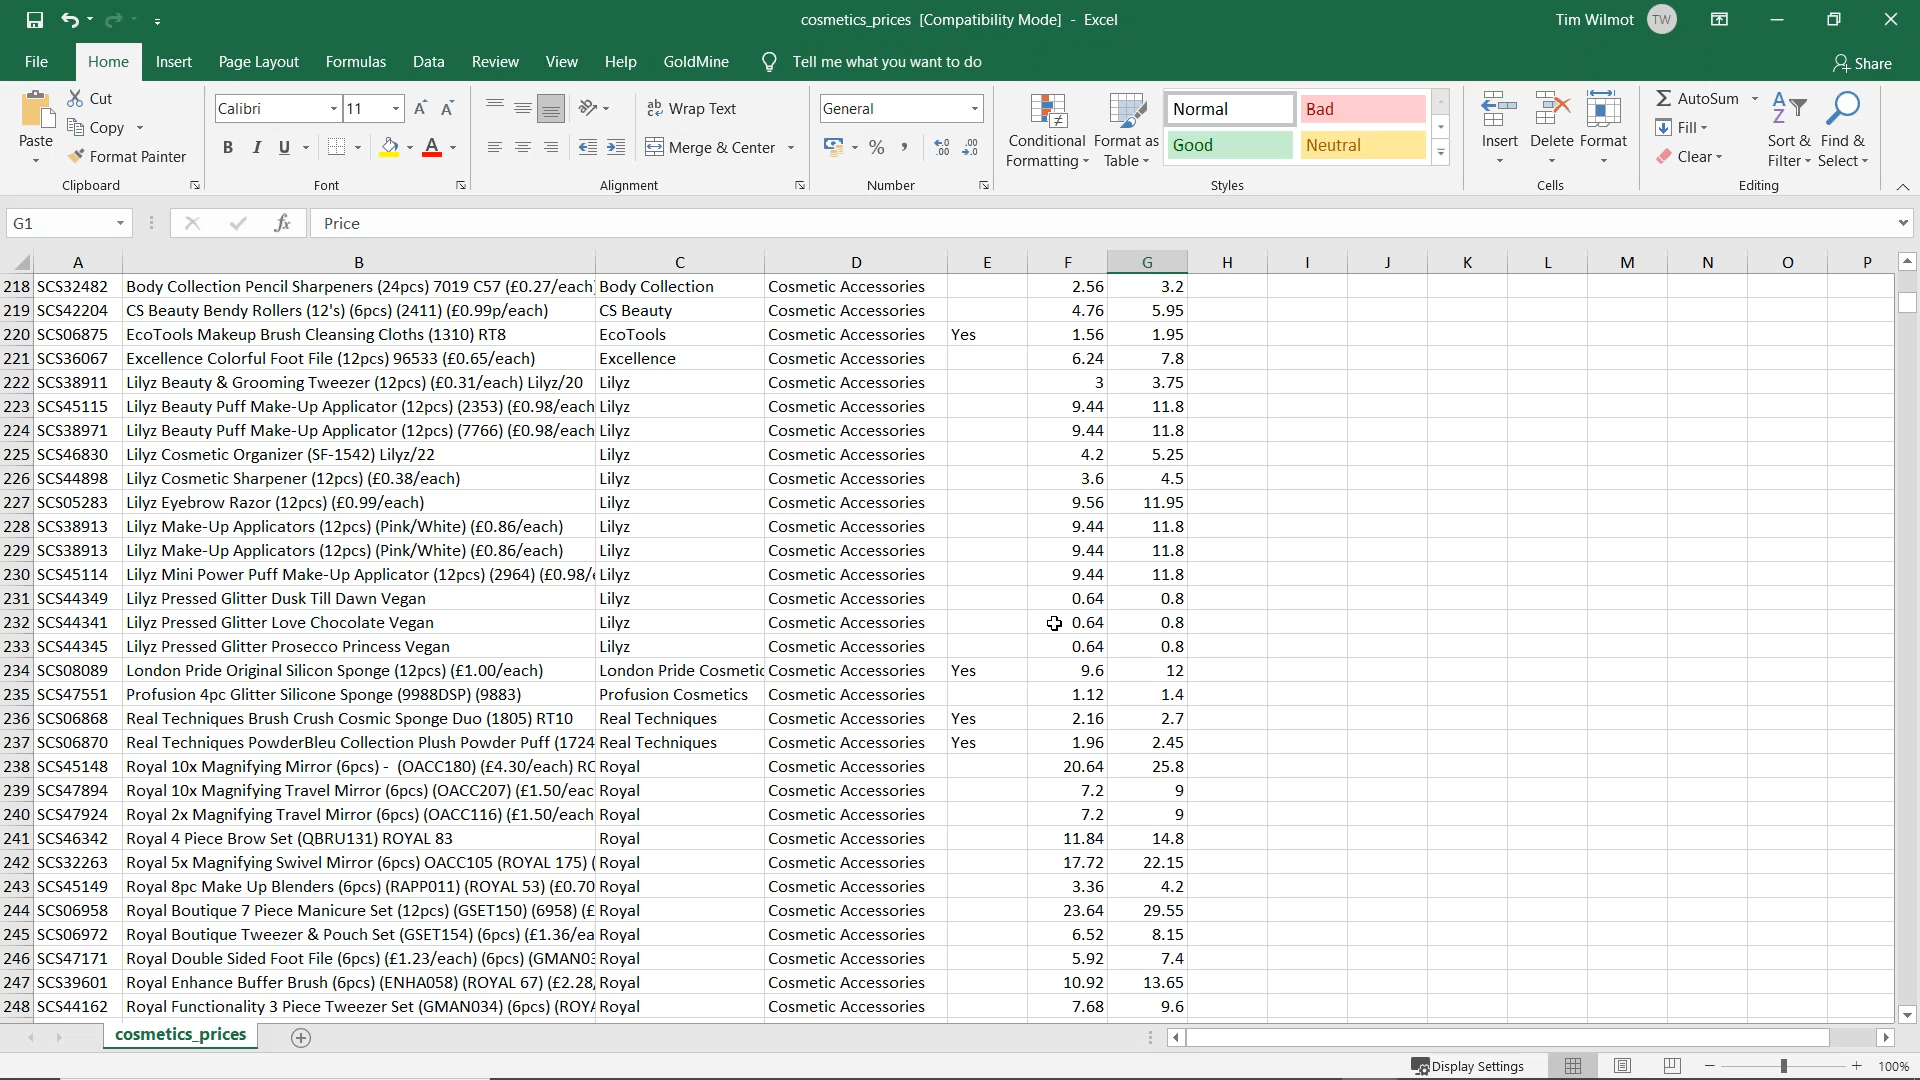 cosmetics_prices [Compatibility Mode] - Excel
Tim Wilmot TW
File Home Insert Page Layout Formulas Data Review View Help GoldMine Tell me what you want to do Share
Paste Cut Copy Format Painter Clipboard
Calibri 11 B I U A Font
Wrap Text Merge & Center Alignment
General % Number
Conditional Formatting Format as Table
Normal Bad Good Neutral Styles
Insert Delete Format Cells
AutoSum Fill Clear Sort & Filter Find & Select Editing
G1 fx Price
A B C D E F G H I J K L M N O P
218 SCS32482 Body Collection Pencil Sharpeners (24pcs) 7019 C57 (£0.27/each Body Collection Cosmetic Accessories 2.56 3.2
219 SCS42204 CS Beauty Bendy Rollers (12's) (6pcs) (2411) (£0.99p/each) CS Beauty Cosmetic Accessories 4.76 5.95
220 SCS06875 EcoTools Makeup Brush Cleansing Cloths (1310) RT8 EcoTools Cosmetic Accessories Yes 1.56 1.95
221 SCS36067 Excellence Colorful Foot File (12pcs) 96533 (£0.65/each) Excellence Cosmetic Accessories 6.24 7.8
222 SCS38911 Lilyz Beauty & Grooming Tweezer (12pcs) (£0.31/each) Lilyz/20 Lilyz Cosmetic Accessories 3 3.75
223 SCS45115 Lilyz Beauty Puff Make-Up Applicator (12pcs) (2353) (£0.98/each Lilyz Cosmetic Accessories 9.44 11.8
224 SCS38971 Lilyz Beauty Puff Make-Up Applicator (12pcs) (7766) (£0.98/each Lilyz Cosmetic Accessories 9.44 11.8
225 SCS46830 Lilyz Cosmetic Organizer (SF-1542) Lilyz/22 Lilyz Cosmetic Accessories 4.2 5.25
226 SCS44898 Lilyz Cosmetic Sharpener (12pcs) (£0.38/each) Lilyz Cosmetic Accessories 3.6 4.5
227 SCS05283 Lilyz Eyebrow Razor (12pcs) (£0.99/each) Lilyz Cosmetic Accessories 9.56 11.95
228 SCS38913 Lilyz Make-Up Applicators (12pcs) (Pink/White) (£0.86/each) Lilyz Cosmetic Accessories 9.44 11.8
229 SCS38913 Lilyz Make-Up Applicators (12pcs) (Pink/White) (£0.86/each) Lilyz Cosmetic Accessories 9.44 11.8
230 SCS45114 Lilyz Mini Power Puff Make-Up Applicator (12pcs) (2964) (£0.98/ Lilyz Cosmetic Accessories 9.44 11.8
231 SCS44349 Lilyz Pressed Glitter Dusk Till Dawn Vegan Lilyz Cosmetic Accessories 0.64 0.8
232 SCS44341 Lilyz Pressed Glitter Love Chocolate Vegan Lilyz Cosmetic Accessories 0.64 0.8
233 SCS44345 Lilyz Pressed Glitter Prosecco Princess Vegan Lilyz Cosmetic Accessories 0.64 0.8
234 SCS08089 London Pride Original Silicon Sponge (12pcs) (£1.00/each) London Pride Cosmetic Cosmetic Accessories Yes 9.6 12
235 SCS47551 Profusion 4pc Glitter Silicone Sponge (9988DSP) (9883) Profusion Cosmetics Cosmetic Accessories 1.12 1.4
236 SCS06868 Real Techniques Brush Crush Cosmic Sponge Duo (1805) RT10 Real Techniques Cosmetic Accessories Yes 2.16 2.7
237 SCS06870 Real Techniques PowderBleu Collection Plush Powder Puff (1724 Real Techniques Cosmetic Accessories Yes 1.96 2.45
238 SCS45148 Royal 10x Magnifying Mirror (6pcs) - (OACC180) (£4.30/each) RO Royal Cosmetic Accessories 20.64 25.8
239 SCS47894 Royal 10x Magnifying Travel Mirror (6pcs) (OACC207) (£1.50/eac Royal Cosmetic Accessories 7.2 9
240 SCS47924 Royal 2x Magnifying Travel Mirror (6pcs) (OACC116) (£1.50/each Royal Cosmetic Accessories 7.2 9
241 SCS46342 Royal 4 Piece Brow Set (QBRU131) ROYAL 83 Royal Cosmetic Accessories 11.84 14.8
242 SCS32263 Royal 5x Magnifying Swivel Mirror (6pcs) OACC105 (ROYAL 175) ( Royal Cosmetic Accessories 17.72 22.15
243 SCS45149 Royal 8pc Make Up Blenders (6pcs) (RAPP011) (ROYAL 53) (£0.70 Royal Cosmetic Accessories 3.36 4.2
244 SCS06958 Royal Boutique 7 Piece Manicure Set (12pcs) (GSET150) (6958) (£ Royal Cosmetic Accessories 23.64 29.55
245 SCS06972 Royal Boutique Tweezer & Pouch Set (GSET154) (6pcs) (£1.36/ea Royal Cosmetic Accessories 6.52 8.15
246 SCS47171 Royal Double Sided Foot File (6pcs) (£1.23/each) (6pcs) (GMAN03 Royal Cosmetic Accessories 5.92 7.4
247 SCS39601 Royal Enhance Buffer Brush (6pcs) (ENHA058) (ROYAL 67) (£2.28/ Royal Cosmetic Accessories 10.92 13.65
248 SCS44162 Royal Functionality 3 Piece Tweezer Set (GMAN034) (6pcs) (ROYA Royal Cosmetic Accessories 7.68 9.6
cosmetics_prices
Display Settings 100%